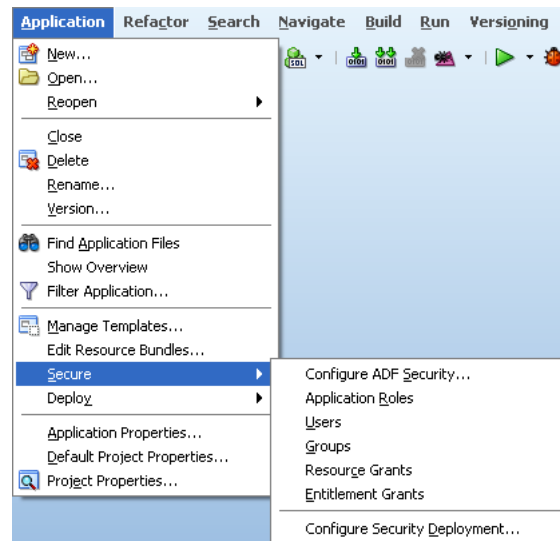 Application Refactor Search Navigate Build Run Versioning
New...
Open...
Reopen
Close
Delete
Rename...
Version...
Find Application Files
Show Overview
Filter Application...
Manage Templates...
Edit Resource Bundles...
Secure
Configure ADF Security...
Deploy
Application Roles
Users
Application Properties...
Groups
Default Project Properties...
Resource Grants
Project Properties...
Entitlement Grants
Configure Security Deployment...